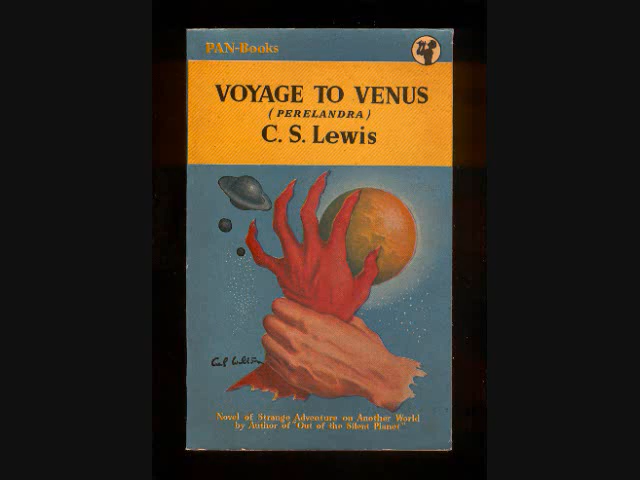 PAN-Books
VOYAGE TO VENUS
(PERELANDRA)
C. S. Lewis
Novel of Strange Adventure on Another World
by Author of "Out of the Silent Planet"